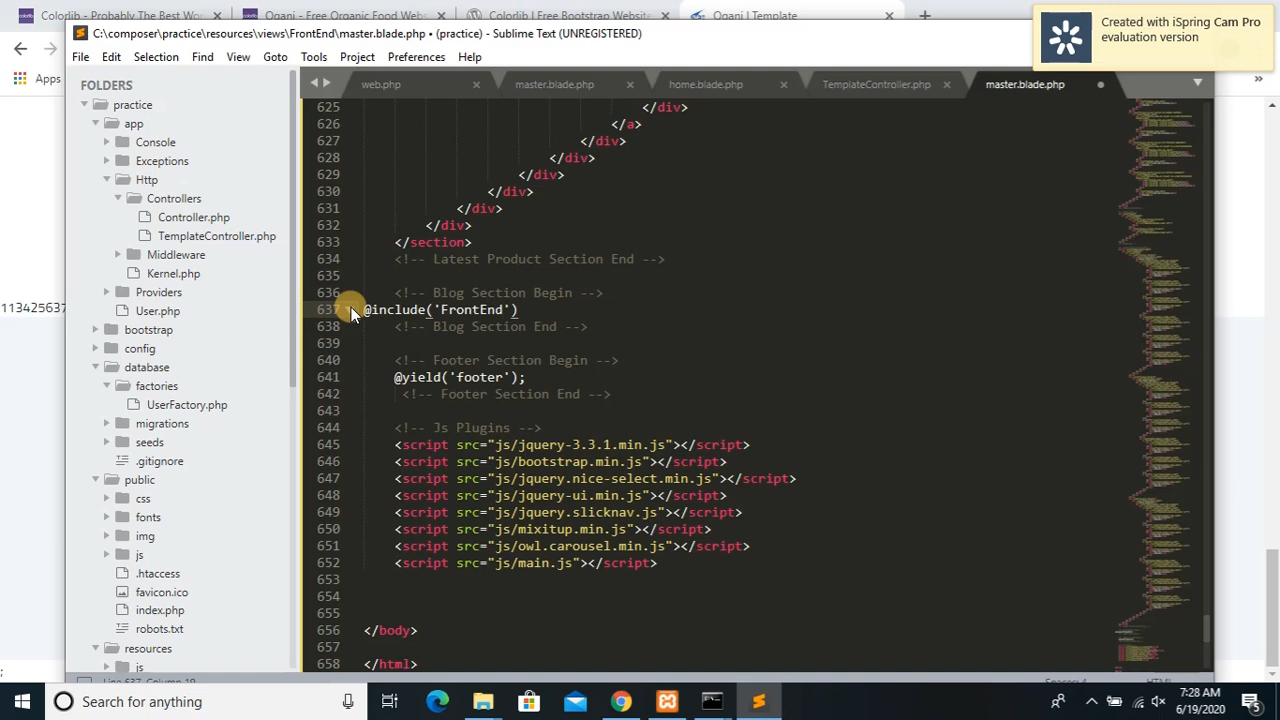 Colorlib - Probably The Best Wor
Ogani - Free Organic Food Webs
Colorlib | Free Bootstrap Website
Ogani | Template
Created with iSpring Cam Pro
evaluation version
C:\composer\practice\resources\views\FrontEnd\master.blade.php • (practice) - Sublime Text (UNREGISTERED)
File Edit Selection Find View Goto Tools Project Preferences Help
Apps
FOLDERS
practice
app
Console
Exceptions
Http
Controllers
Controller.php
TemplateController.php
Middleware
Kernel.php
Providers
User.php
bootstrap
config
database
factories
UserFactory.php
migrations
seeds
.gitignore
public
css
fonts
img
js
.htaccess
favicon.ico
index.php
robots.txt
resources
js
113425637
;
web.php master.blade.php home.blade.php TemplateController.php master.blade.php
625 </div>
626 </a>
627 </div>
628 </div>
629 </div>
630 </div>
631 </div>
632 </div>
633 </section>
634 <!-- Latest Product Section End -->
635
636 <!-- Blog Section Begin -->
637 @include('FrontEnd')
638 <!-- Blog Section End -->
639
640 <!-- Footer Section Begin -->
641 @yield('footer');
642 <!-- Footer Section End -->
643
644 <!-- Js Plugins -->
645 <script src="js/jquery-3.3.1.min.js"></script>
646 <script src="js/bootstrap.min.js"></script>
647 <script src="js/jquery.nice-select.min.js"></script>
648 <script src="js/jquery-ui.min.js"></script>
649 <script src="js/jquery.slicknav.js"></script>
650 <script src="js/mixitup.min.js"></script>
651 <script src="js/owl.carousel.min.js"></script>
652 <script src="js/main.js"></script>
653
654
655
656 </body>
657
658 </html>
Line 637, Column 19
Spaces: 4
HTML
Search for anything
7:28 AM
6/19/2020
5